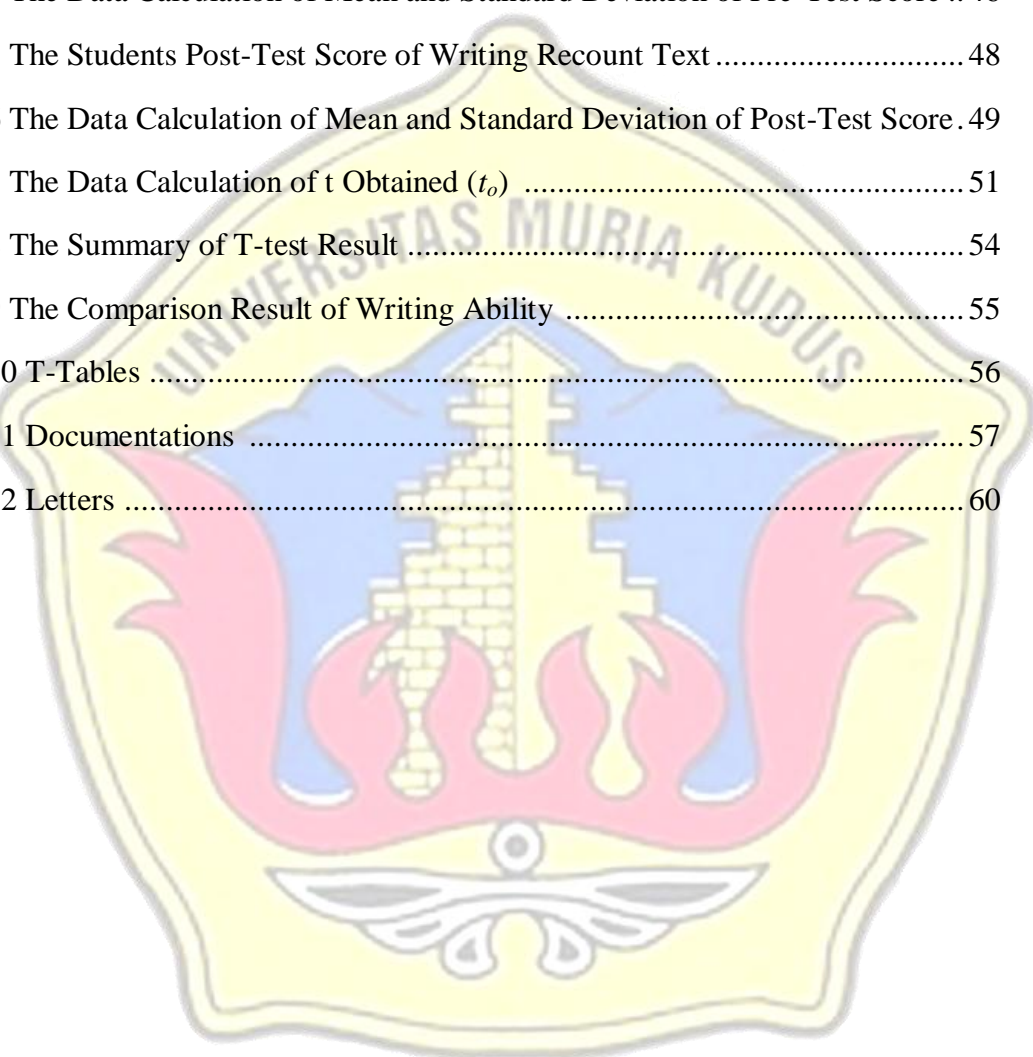 The Data Calculation of Mean and Standard Deviation of Pre-Test Score
The Students Post-Test Score of Writing Recount Text ............................. 48
The Data Calculation of Mean and Standard Deviation of Post-Test Score. 49
The Data Calculation of t Obtained (tₒ) .................................................... 51
The Summary of T-test Result .................................................................. 54
The Comparison Result of Writing Ability ............................................... 55
0 T-Tables .................................................................................................. 56
1 Documentations ...................................................................................... 57
2 Letters ..................................................................................................... 60
UNIVERSITAS MURIA KUDUS